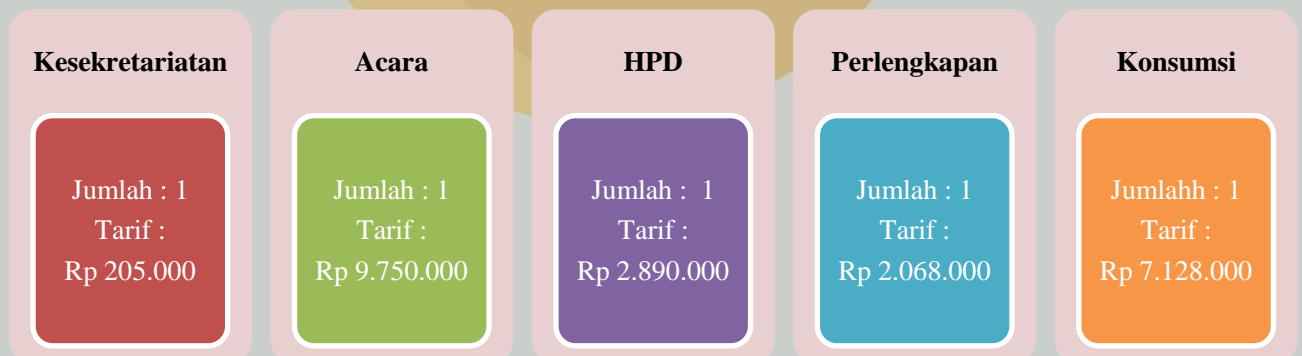 Kesekretariatan
Jumlah : 1
Tarif :
Rp 205.000
Acara
Jumlah : 1
Tarif :
Rp 9.750.000
HPD
Jumlah :  1
Tarif :
Rp 2.890.000
Perlengkapan
Jumlah : 1
Tarif :
Rp 2.068.000
Konsumsi
Jumlahh : 1
Tarif :
Rp 7.128.000